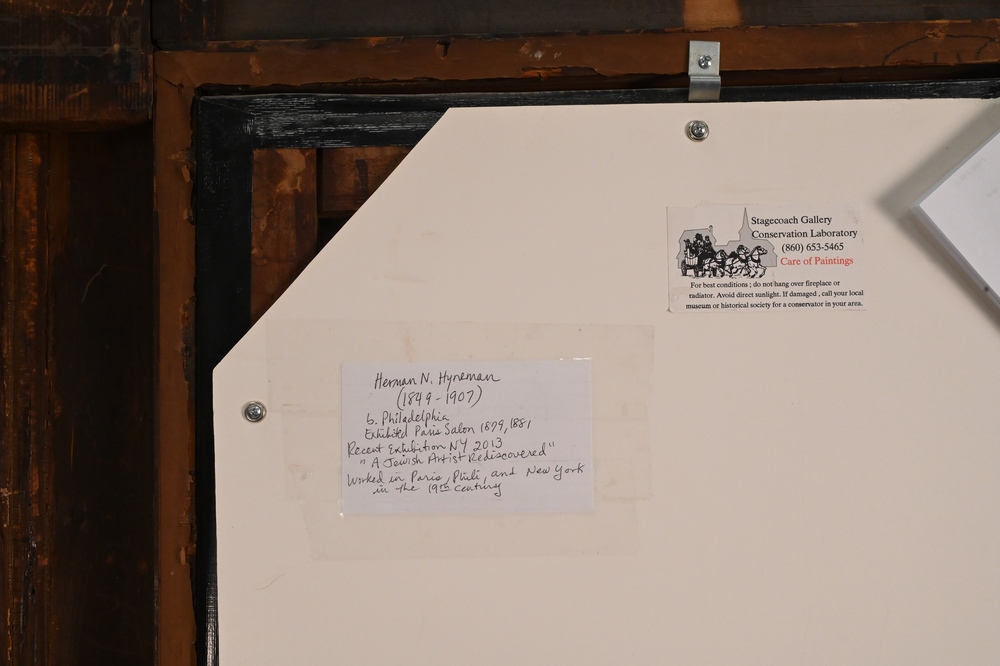 Stagecoach Gallery
Conservation Laboratory
(860) 653-5465
Care of Paintings
For best conditions ; do not hang over fireplace or
radiator. Avoid direct sunlight. If damaged , call your local
museum or historical society for a conservator in your area.
Herman N. Hyneman
(1849-1907)
b. Philadelphia
Exhibited Paris Salon 1879, 1881
Recent Exhibition NY 2013
"A Jewish Artist Rediscovered"
Worked in Paris, Phili, and New York
in the 19th century